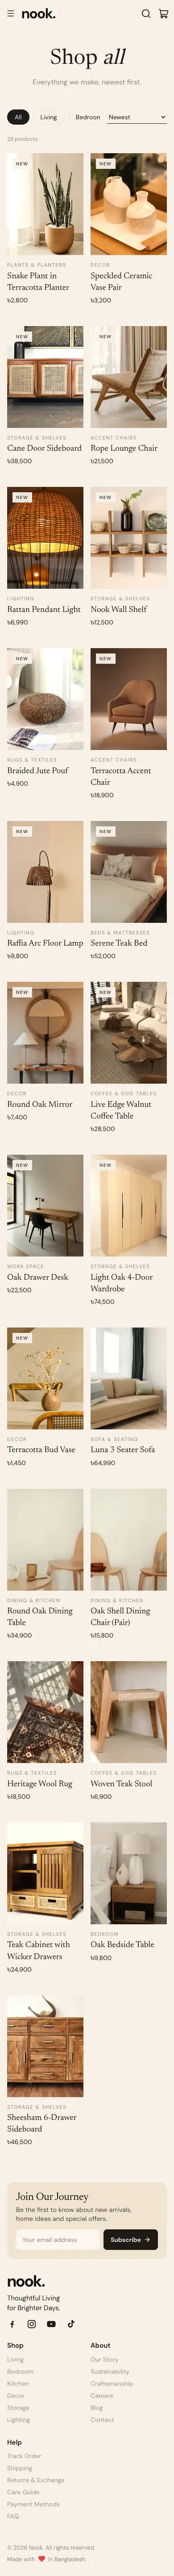 nook.
Shop all
Everything we make, newest first.
All
Living
Bedroom
Newest
23 products
NEW
NEW
PLANTS & PLANTERS
Snake Plant in
Terracotta Planter
৳2,800
DECOR
Speckled Ceramic
Vase Pair
৳3,200
NEW
NEW
STORAGE & SHELVES
Cane Door Sideboard
৳38,500
ACCENT CHAIRS
Rope Lounge Chair
৳21,500
NEW
NEW
LIGHTING
Rattan Pendant Light
৳6,990
STORAGE & SHELVES
Nook Wall Shelf
৳12,500
NEW
NEW
RUGS & TEXTILES
Braided Jute Pouf
৳4,900
ACCENT CHAIRS
Terracotta Accent
Chair
৳18,900
NEW
NEW
LIGHTING
Raffia Arc Floor Lamp
৳9,800
BEDS & MATTRESSES
Serene Teak Bed
৳52,000
NEW
NEW
DECOR
Round Oak Mirror
৳7,400
COFFEE & SIDE TABLES
Live Edge Walnut
Coffee Table
৳28,500
NEW
NEW
WORK SPACE
Oak Drawer Desk
৳22,500
STORAGE & SHELVES
Light Oak 4-Door
Wardrobe
৳74,500
NEW
DECOR
Terracotta Bud Vase
৳1,450
SOFA & SEATING
Luna 3 Seater Sofa
৳64,990
DINING & KITCHEN
Round Oak Dining
Table
৳34,900
DINING & KITCHEN
Oak Shell Dining
Chair (Pair)
৳15,800
RUGS & TEXTILES
Heritage Wool Rug
৳18,500
COFFEE & SIDE TABLES
Woven Teak Stool
৳6,900
STORAGE & SHELVES
Teak Cabinet with
Wicker Drawers
৳24,900
BEDROOM
Oak Bedside Table
৳9,800
STORAGE & SHELVES
Sheesham 6-Drawer
Sideboard
৳46,500
Join Our Journey
Be the first to know about new arrivals,
home ideas and special offers.
Your email address
Subscribe →
nook.
Thoughtful Living
for Brighter Days.
Shop
Living
Bedroom
Kitchen
Decor
Storage
Lighting
About
Our Story
Sustainability
Craftsmanship
Careers
Blog
Contact
Help
Track Order
Shipping
Returns & Exchange
Care Guide
Payment Methods
FAQ
© 2026 Nook. All rights reserved.
Made with ❤️ in Bangladesh.